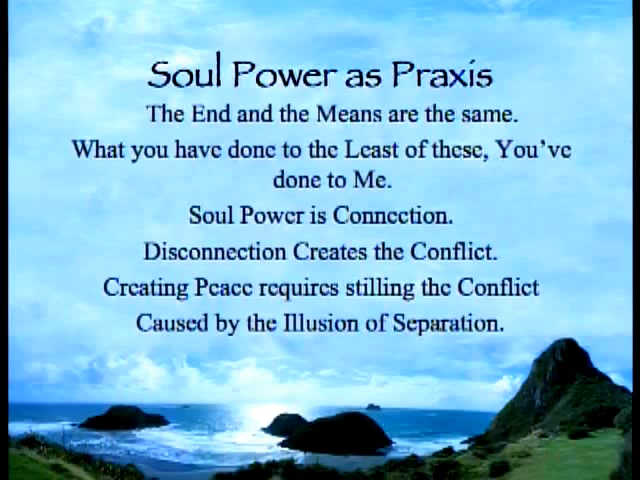 Soul Power as Praxis
The End and the Means are the same.
What you have done to the Least of these, You've
done to Me.
Soul Power is Connection.
Disconnection Creates the Conflict.
Creating Peace requires stilling the Conflict
Caused by the Illusion of Separation.